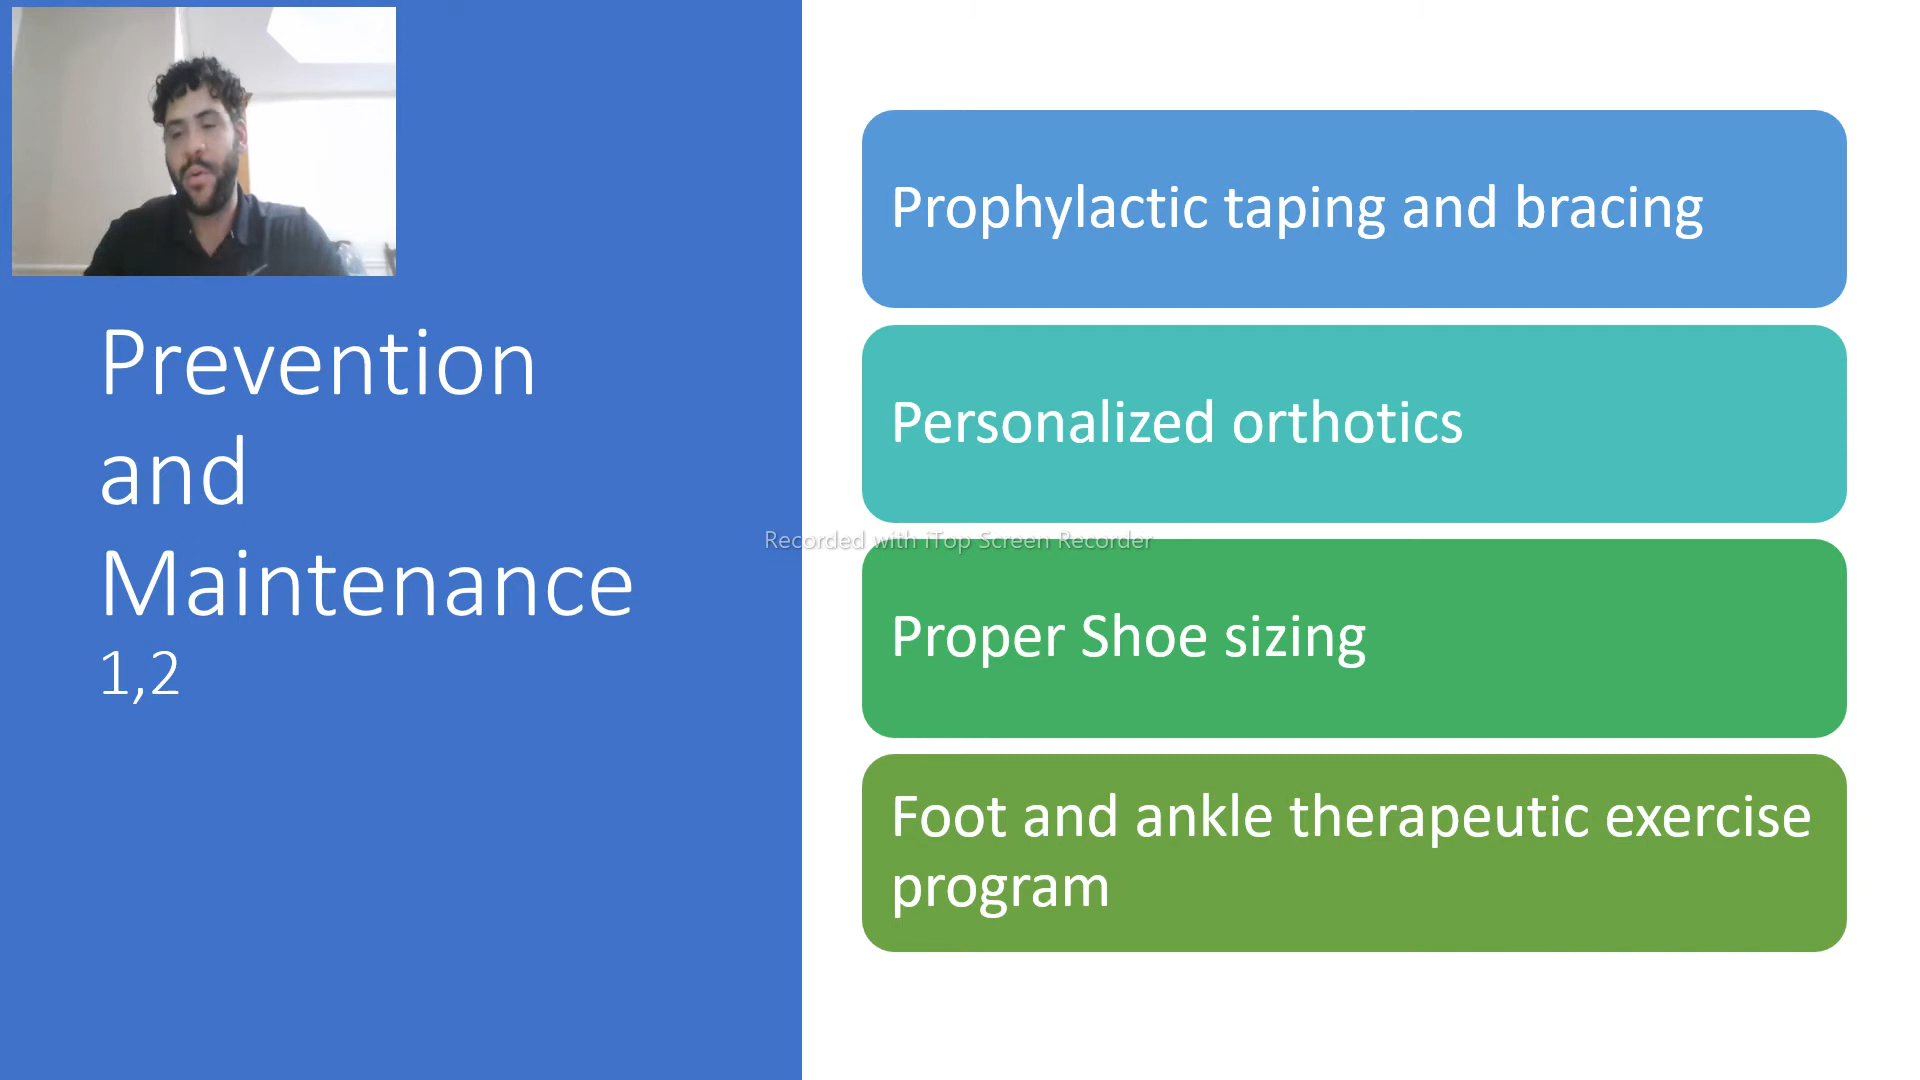 Prevention
and
Maintenance
1,2
Prophylactic taping and bracing
Personalized orthotics
Recorded with iTop Screen Recorder
Proper Shoe sizing
Foot and ankle therapeutic exercise
program